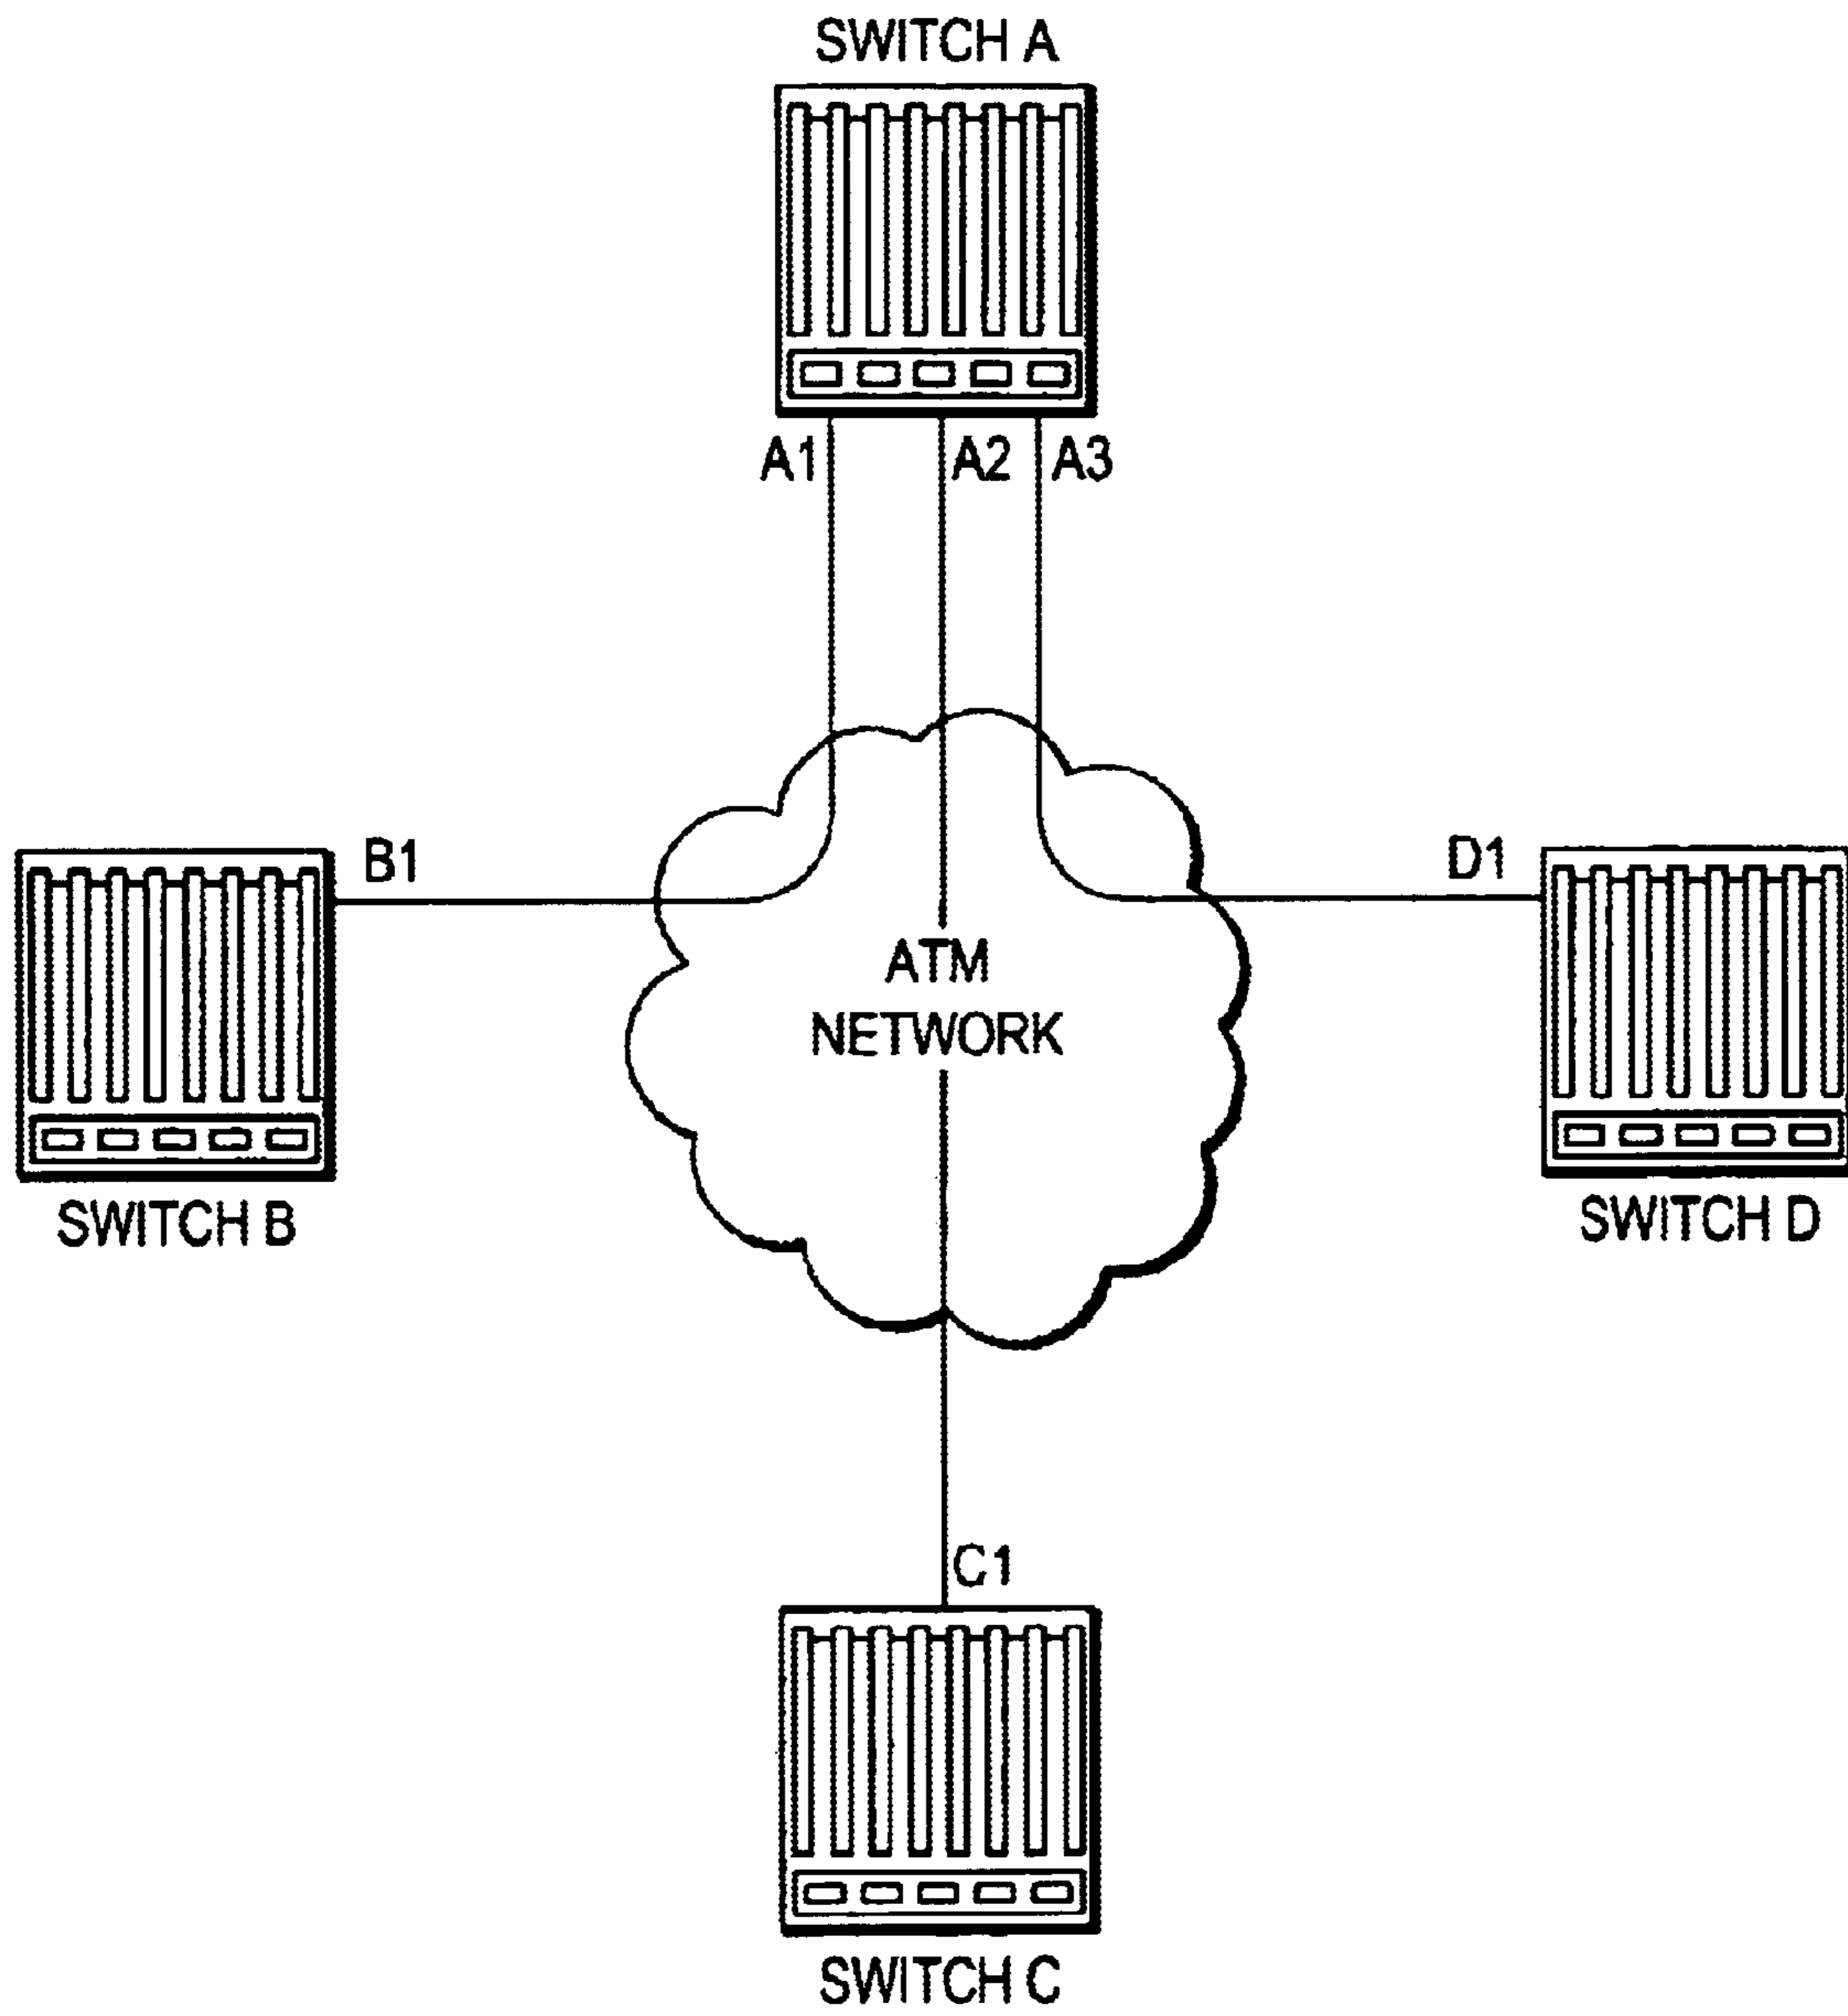 SWITCH A
A1
A2
A3
B1
D1
ATM
NETWORK
SWITCH B
SWITCH D
C1
SWITCH C